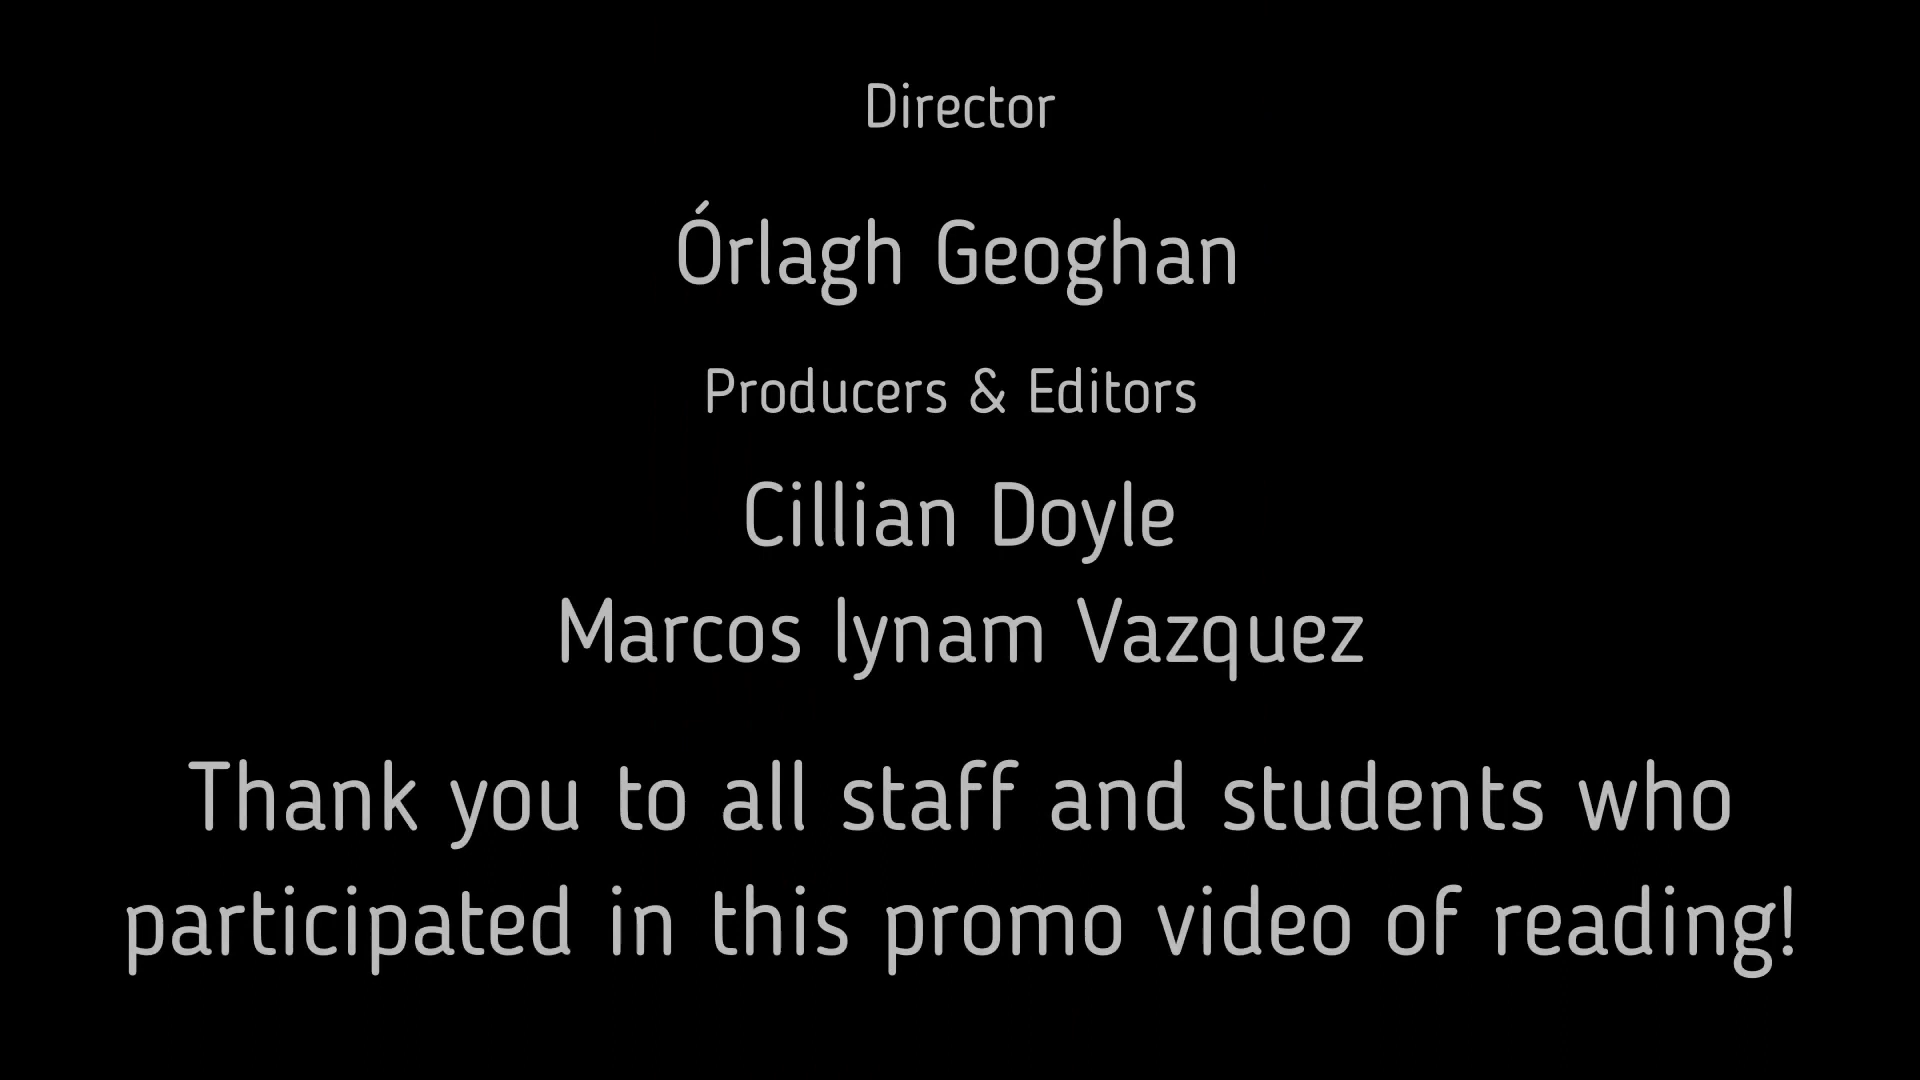 Director
Órlagh Geoghan
Producers & Editors
Cillian Doyle
Marcos lynam Vazquez
Thank you to all staff and students who
participated in this promo video of reading!